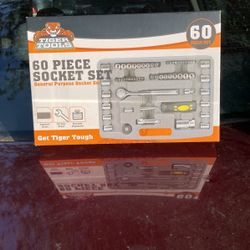 TIGER TOOLS
60
60 PIECE
SOCKET SET
General Purpose Socket Set
Get Tiger Tough